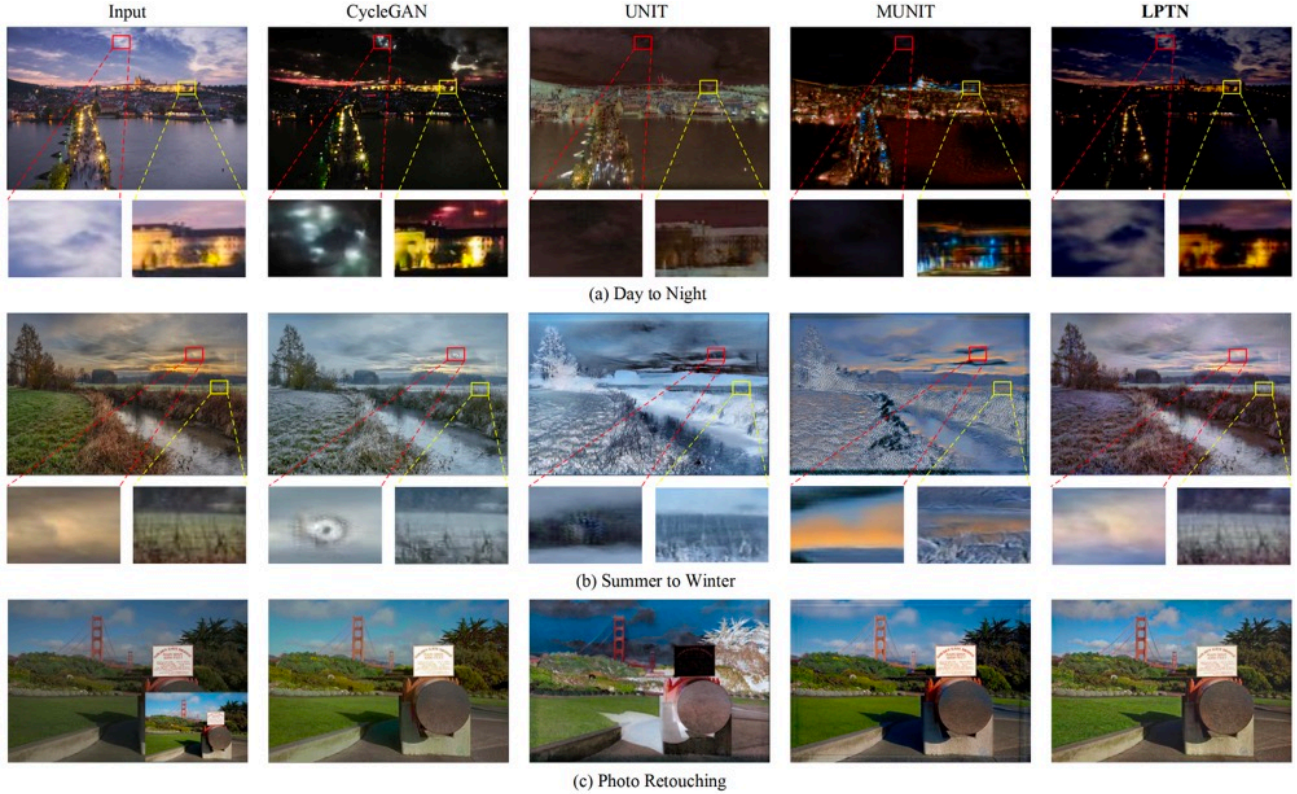 Input CycleGAN UNIT MUNIT LPTN
(a) Day to Night
(b) Summer to Winter
(c) Photo Retouching